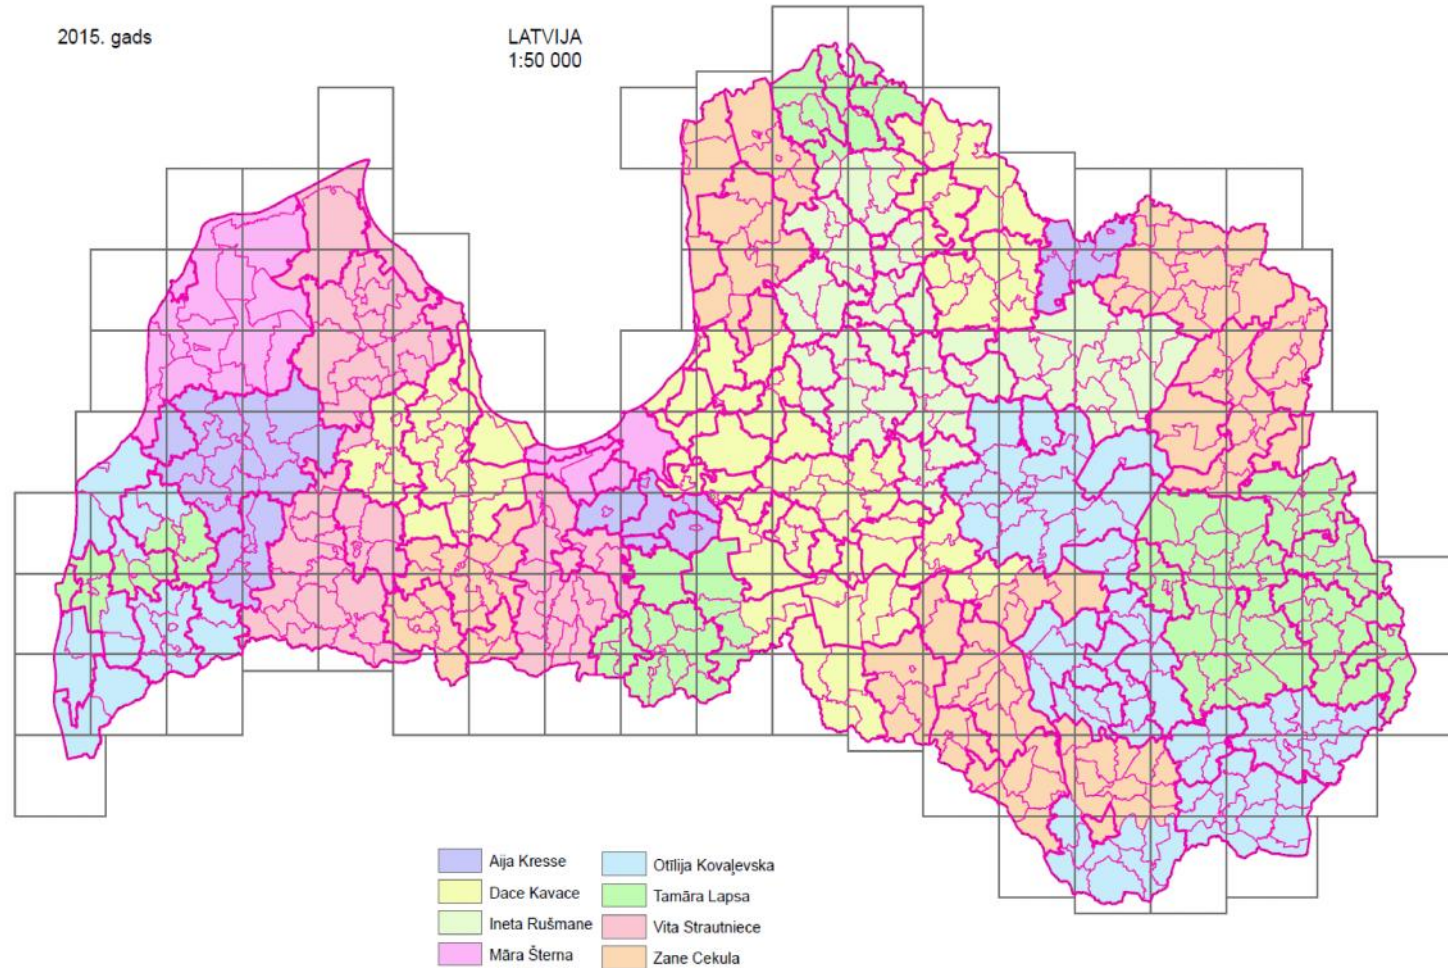 2015. gads
LATVIJA
1:50 000
Aija Kresse
Dace Kavace
Ineta Rušmane
Māra Šterna
Otīlija Kovaļevska
Tamāra Lapsa
Vita Strautniece
Zane Cekula